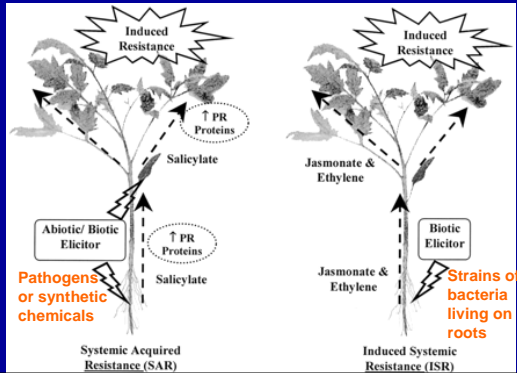 Induced
Resistance
↑ PR
Proteins
Salicylate
Abiotic/ Biotic
Elicitor
↑ PR
Proteins
Pathogens
or synthetic
chemicals
Salicylate
Systemic Acquired
Resistance (SAR)
Induced
Resistance
Jasmonate &
Ethylene
Biotic
Elicitor
Jasmonate &
Ethylene
Strains of
bacteria
living on
roots
Induced Systemic
Resistance (ISR)